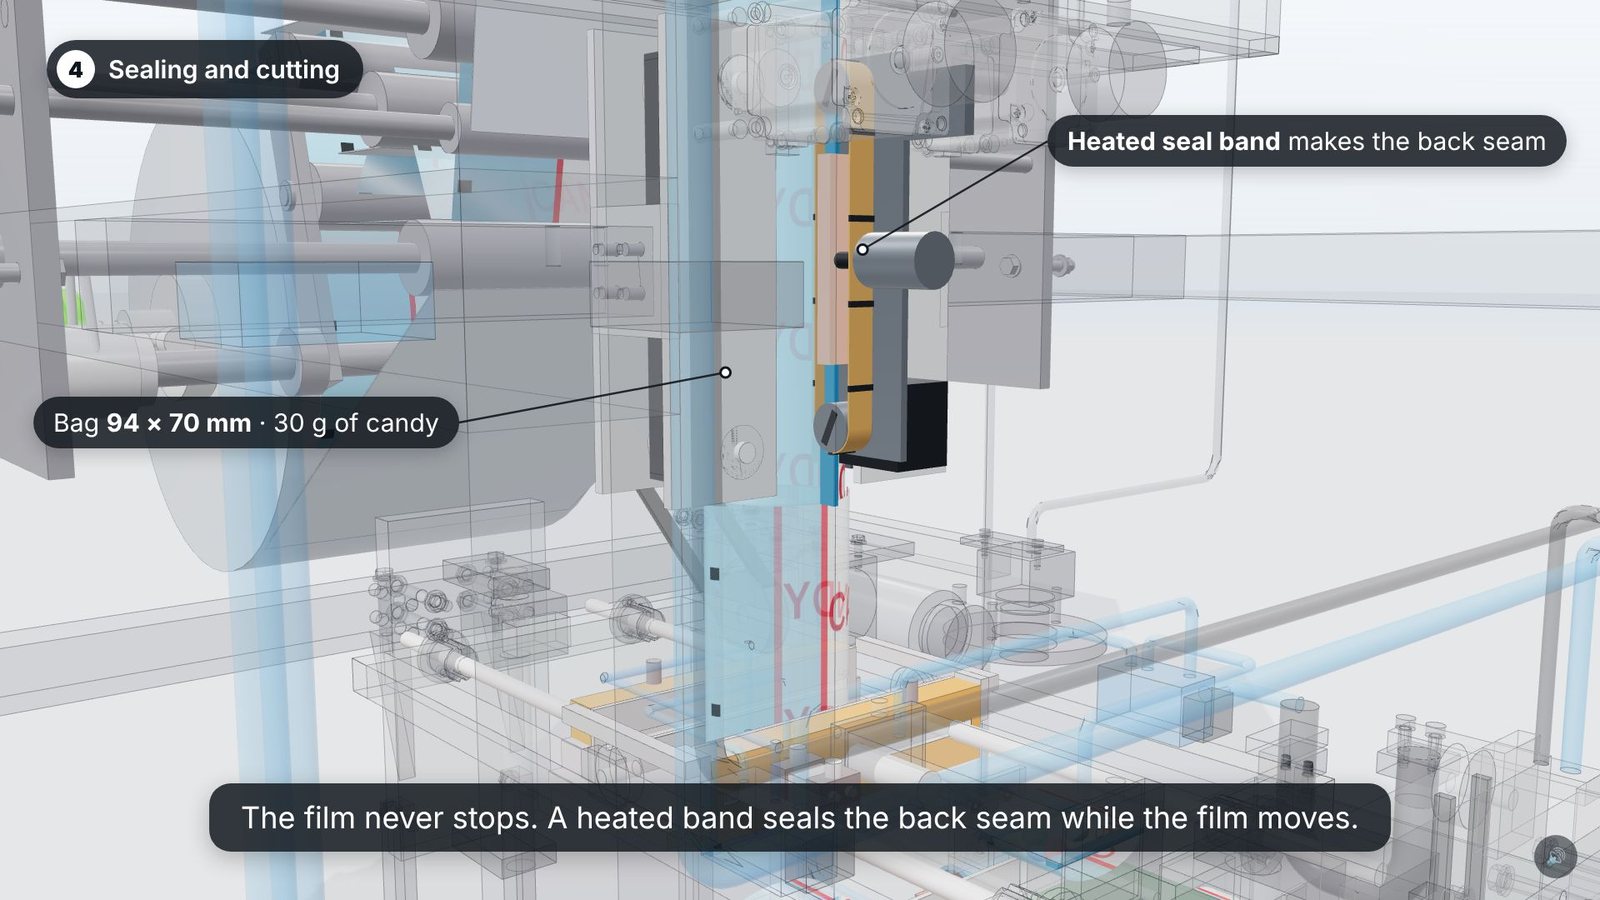 4 Sealing and cutting
Heated seal band makes the back seam
Bag 94 × 70 mm · 30 g of candy
The film never stops. A heated band seals the back seam while the film moves.